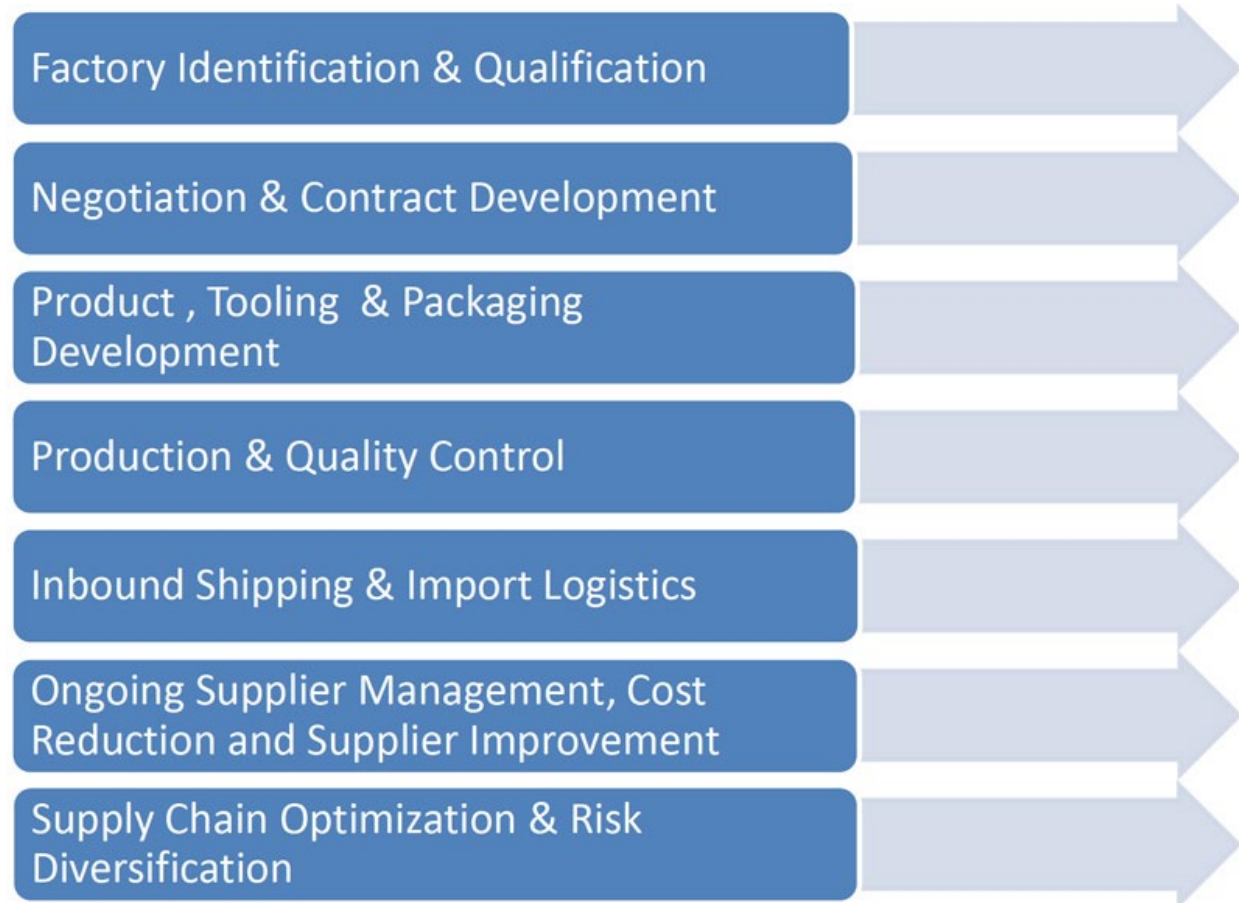 Factory Identification & Qualification
Negotiation & Contract Development
Product , Tooling & Packaging
Development
Production & Quality Control
Inbound Shipping & Import Logistics
Ongoing Supplier Management, Cost
Reduction and Supplier Improvement
Supply Chain Optimization & Risk
Diversification